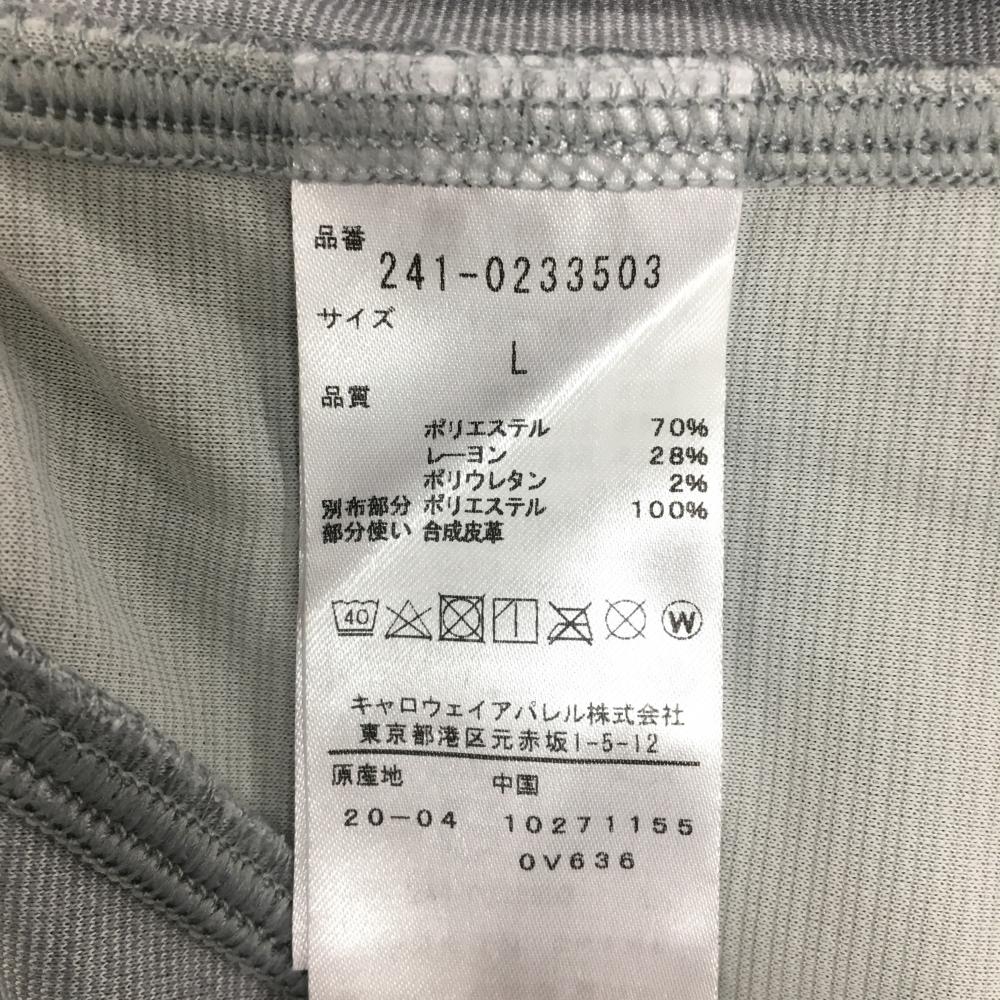 品番
241-0233503
サイズ
L
品質
ポリエステル 70%
レーヨン 28%
ポリウレタン 2%
別布部分 ポリエステル 100%
部分使い 合成皮革
40 W
キャロウェイアパレル株式会社
東京都港区元赤坂1-5-12
原産地 中国
20-04 10271155
0V636